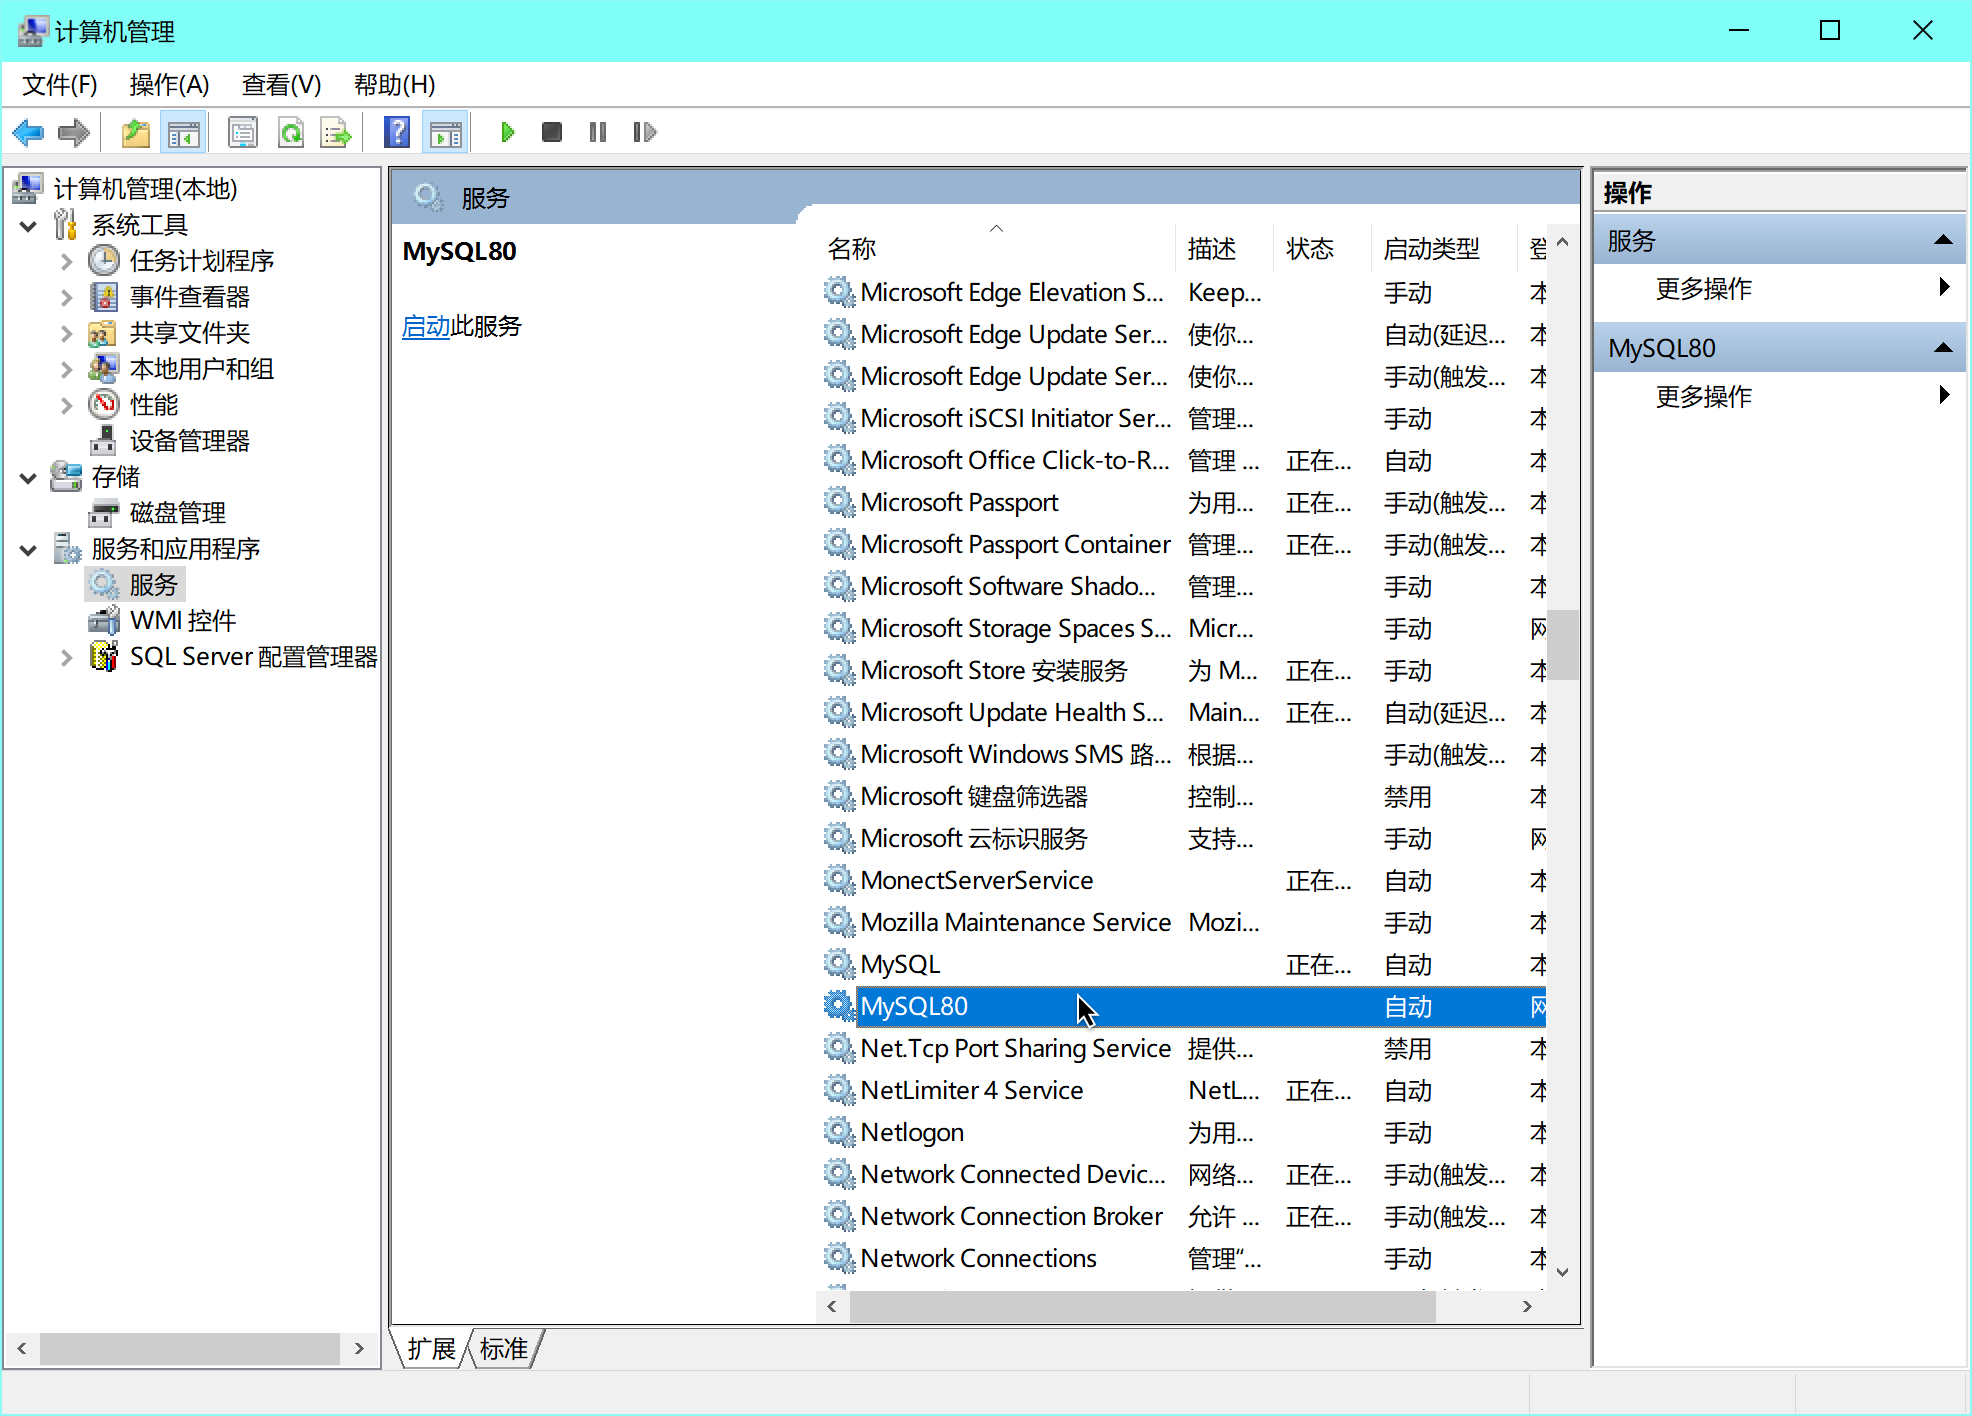 计算机管理
文件(F) 操作(A) 查看(V) 帮助(H)
计算机管理(本地)
系统工具
任务计划程序
事件查看器
共享文件夹
本地用户和组
性能
设备管理器
存储
磁盘管理
服务和应用程序
服务
WMI 控件
SQL Server 配置管理器
服务
MySQL80
启动此服务
名称 描述 状态 启动类型 登
Microsoft Edge Elevation S... Keep... 手动 本
Microsoft Edge Update Ser... 使你... 自动(延迟... 本
Microsoft Edge Update Ser... 使你... 手动(触发... 本
Microsoft iSCSI Initiator Ser... 管理... 手动 本
Microsoft Office Click-to-R... 管理 ... 正在... 自动 本
Microsoft Passport 为用... 正在... 手动(触发... 本
Microsoft Passport Container 管理... 正在... 手动(触发... 本
Microsoft Software Shado... 管理... 手动 本
Microsoft Storage Spaces S... Micr... 手动 网
Microsoft Store 安装服务 为 M... 正在... 手动 本
Microsoft Update Health S... Main... 正在... 自动(延迟... 本
Microsoft Windows SMS 路... 根据... 手动(触发... 本
Microsoft 键盘筛选器 控制... 禁用 本
Microsoft 云标识服务 支持... 手动 网
MonectServerService 正在... 自动 本
Mozilla Maintenance Service Mozi... 手动 本
MySQL 正在... 自动 本
MySQL80 自动 网
Net.Tcp Port Sharing Service 提供... 禁用 本
NetLimiter 4 Service NetL... 正在... 自动 本
Netlogon 为用... 手动 本
Network Connected Devic... 网络... 正在... 手动(触发... 本
Network Connection Broker 允许 ... 正在... 手动(触发... 本
Network Connections 管理“... 手动 本
扩展 标准
操作
服务
更多操作
MySQL80
更多操作